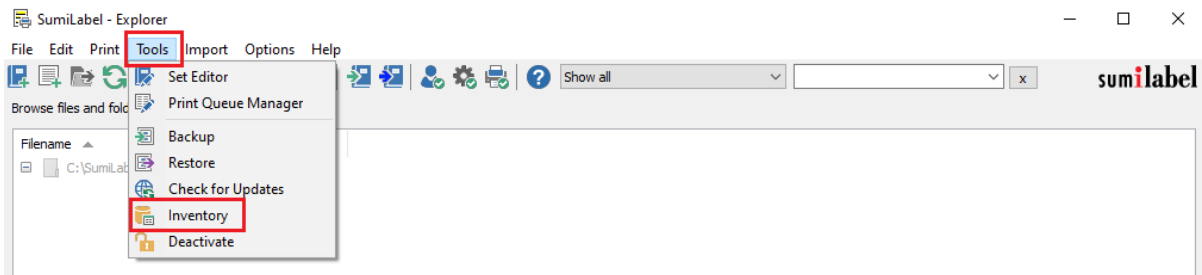 SumiLabel - Explorer
File Edit Print Tools Import Options Help
Show all x sumilabel
Browse files and fold
Filename
C:\SumiLab
Set Editor
Print Queue Manager
Backup
Restore
Check for Updates
Inventory
Deactivate